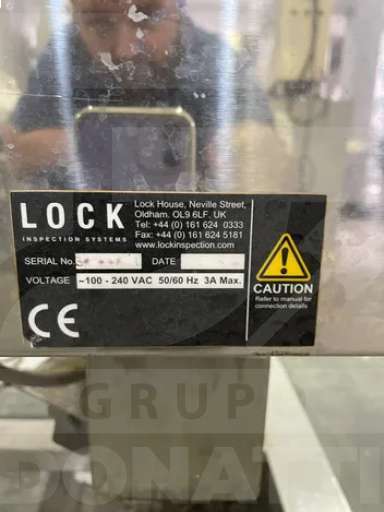 LOCK
INSPECTION SYSTEMS
Lock House, Neville Street,
Oldham. OL9 6LF. UK
Tel: +44 (0) 161 624 0333
Fax: +44 (0) 161 624 5181
www.lockinspection.com
SERIAL No. DATE
VOLTAGE ~100 - 240 VAC 50/60 Hz 3A Max.
CE
CAUTION
Refer to manual for
connection details
GRUP
DONATTI